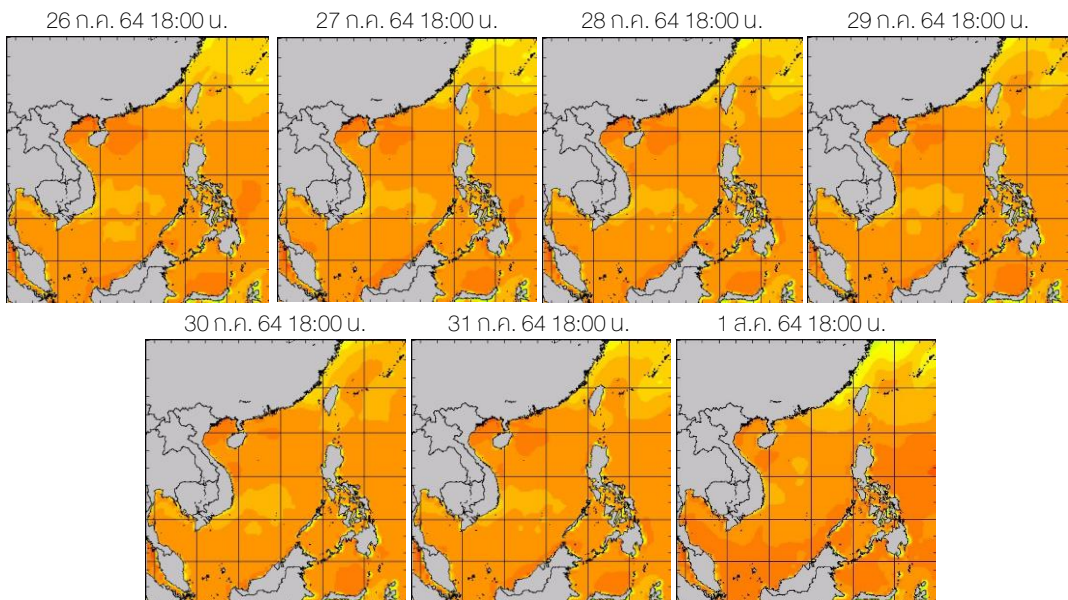 26 ก.ค. 64 18:00 น.
27 ก.ค. 64 18:00 น.
28 ก.ค. 64 18:00 น.
29 ก.ค. 64 18:00 น.
30 ก.ค. 64 18:00 น.
31 ก.ค. 64 18:00 น.
1 ส.ค. 64 18:00 น.